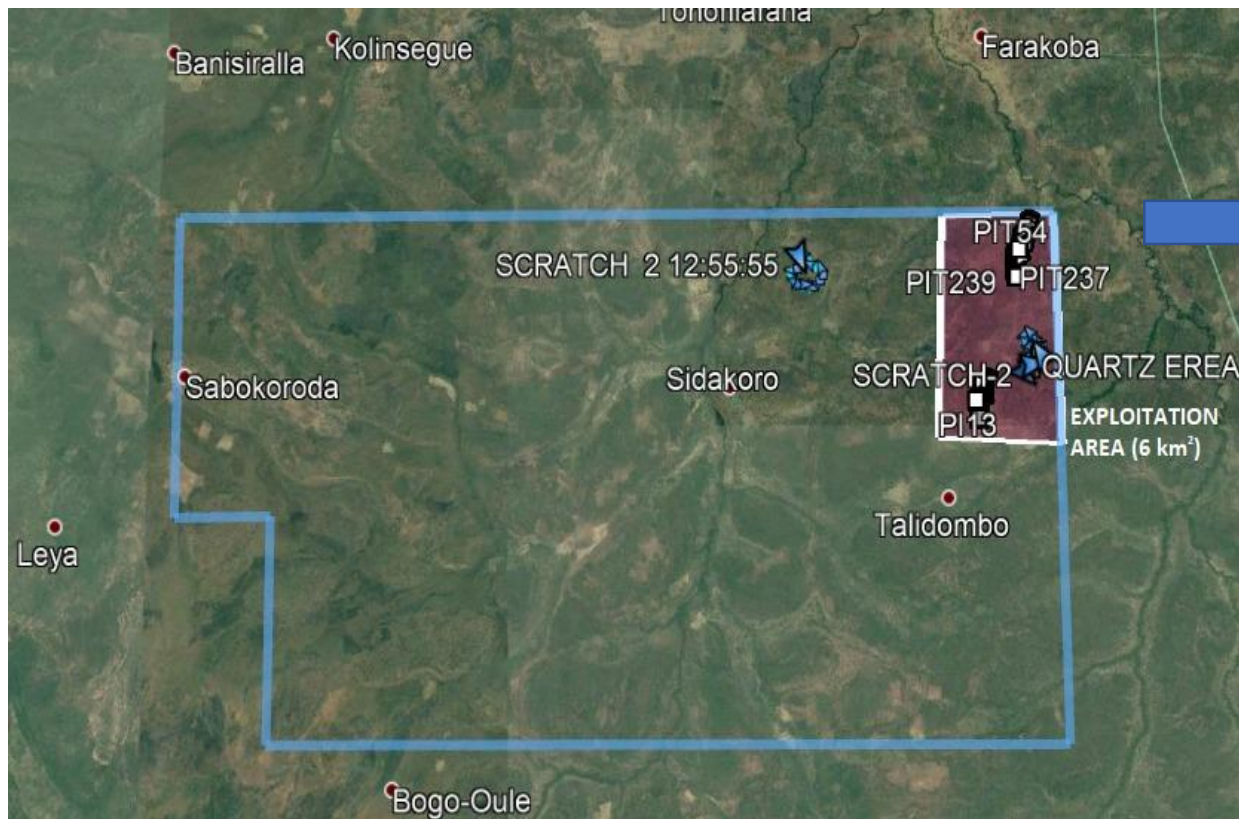 Tohomarana
Kolinsegue
Farakoba
Banisiralla
PIT54
SCRATCH 2 12:55:55
PIT239
PIT237
Sabokoroda
Sidakoro
SCRATCH-2
QUARTZ EREA
PI13
EXPLOITATION
AREA (6 km²)
Talidombo
Leya
Bogo-Oule